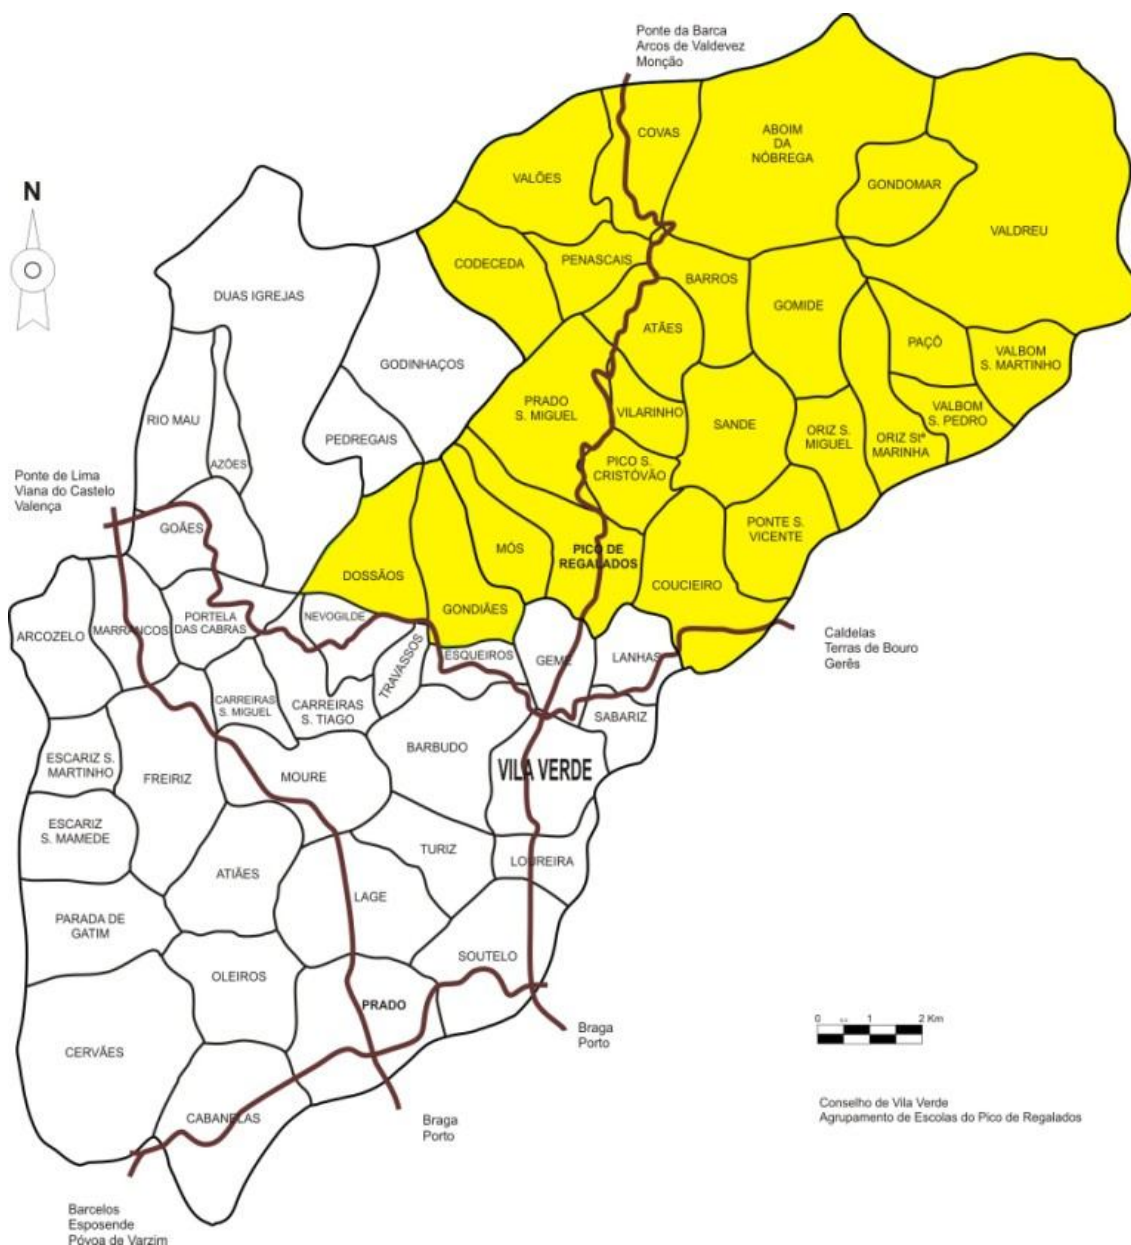 Ponte da Barca
Arcos de Valdevez
Monção
COVAS
ABOIM
DA
NÓBREGA
VALÕES
GONDOMAR
N
VALDREU
PENASCAIS
CODECEDA
BARROS
DUAS IGREJAS
GOMIDE
ATÃES
PAÇÔ
VALBOM
S. MARTINHO
GODINHAÇOS
PRADO
S. MIGUEL
VILARINHO
VALBOM
S. PEDRO
RIO MAU
SANDE
ORIZ S.
MIGUEL
ORIZ Stª
MARINHA
PEDREGAIS
AZÕES
PICO S.
CRISTÓVÃO
Ponte de Lima
Viana do Castelo
Valença
GOÃES
PONTE S.
VICENTE
MÓS
PICO DE
REGALADOS
DOSSÃOS
COUCIEIRO
GONDIÃES
ARCOZELO
MARRANCOS
PORTELA
DAS CABRAS
NEVOGILDE
TRAVASSOS
ESQUEIROS
GEME
LANHAS
Caldelas
Terras de Bouro
Gerês
CARREIRAS
S. MIGUEL
CARREIRAS
S. TIAGO
SABARIZ
ESCARIZ S.
MARTINHO
FREIRIZ
MOURE
BARBUDO
VILA VERDE
ESCARIZ
S. MAMEDE
TURIZ
LOUREIRA
ATIÃES
LAGE
PARADA DE
GATIM
SOUTELO
OLEIROS
PRADO
CERVÃES
Braga
Porto
0 1 2 Km
CABANELAS
Braga
Porto
Conselho de Vila Verde
Agrupamento de Escolas do Pico de Regalados
Barcelos
Esposende
Póvoa de Varzim